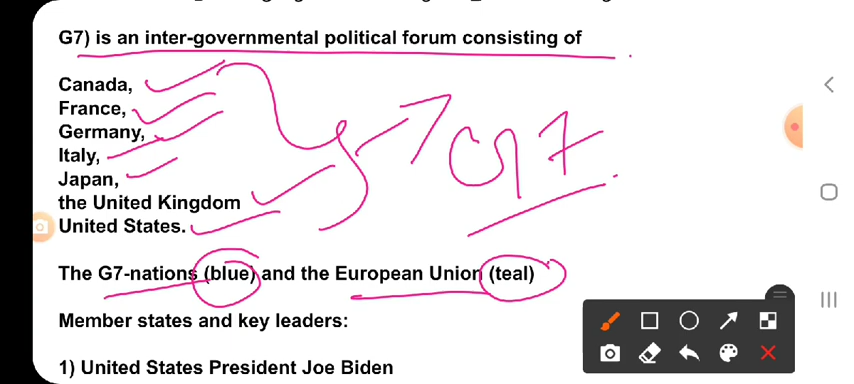 G7) is an inter-governmental political forum consisting of
Canada,
France,
Germany,
Italy,
Japan,
the United Kingdom
United States.
G7
The G7-nations (blue) and the European Union (teal)
Member states and key leaders:
1) United States President Joe Biden